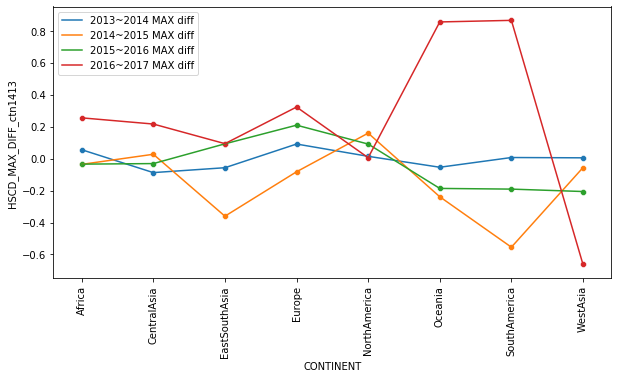 2013~2014 MAX diff
2014~2015 MAX diff
2015~2016 MAX diff
2016~2017 MAX diff
HSCD_MAX_DIFF_ctn1413
0.8
0.6
0.4
0.2
0.0
−0.2
−0.4
−0.6
Africa
CentralAsia
EastSouthAsia
Europe
NorthAmerica
Oceania
SouthAmerica
WestAsia
CONTINENT